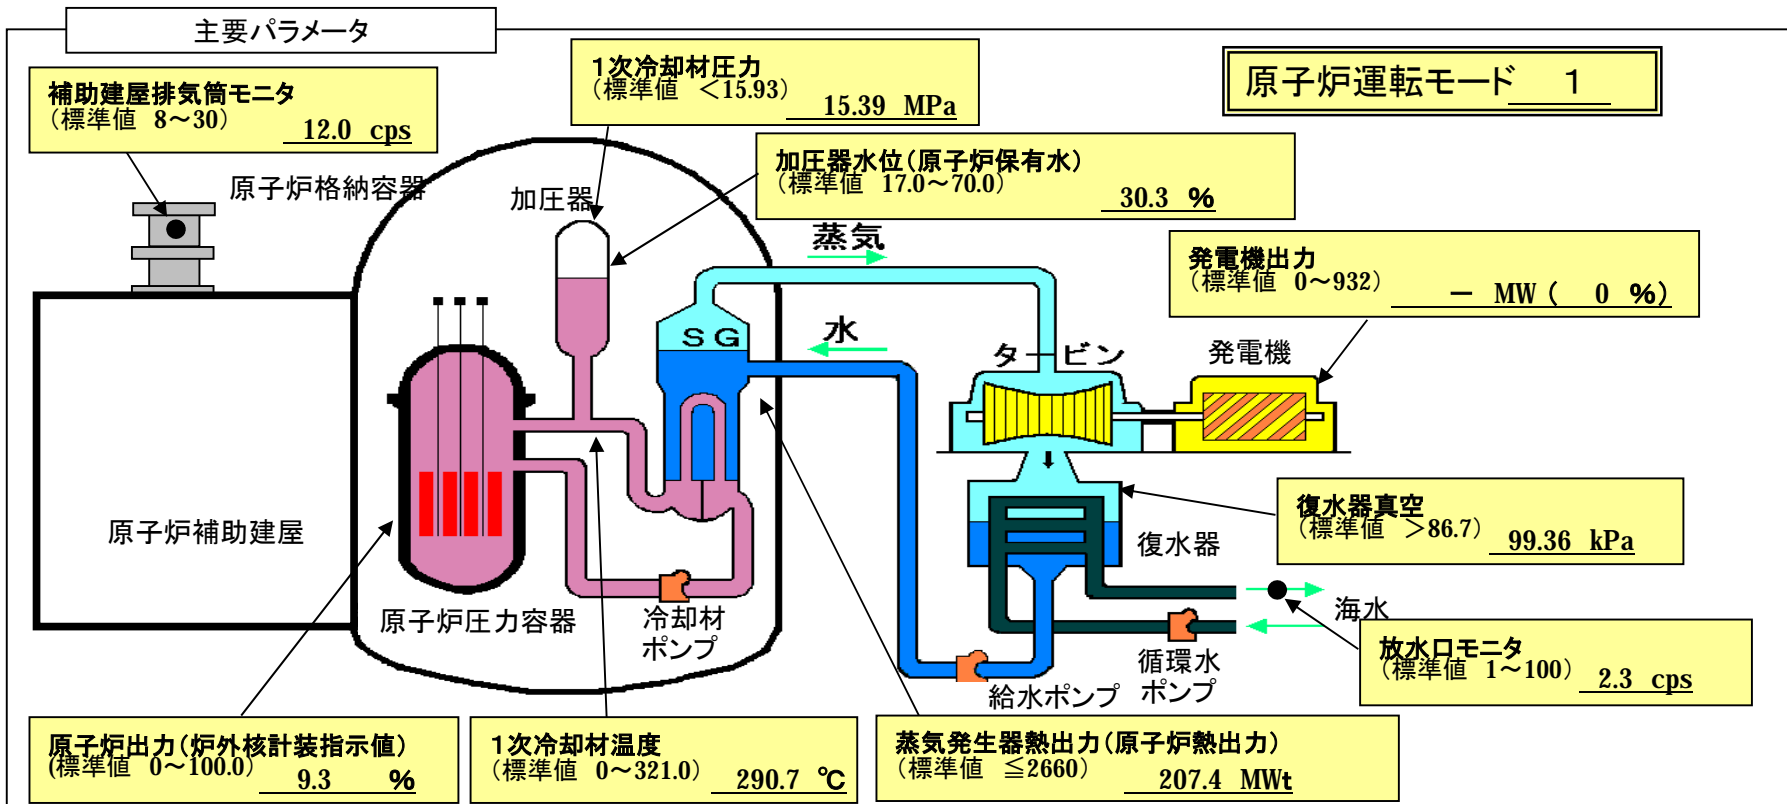 主要パラメータ
原子炉運転モード 1
補助建屋排気筒モニタ
(標準値 8～30) 12.0 cps
1次冷却材圧力
(標準値 ＜15.93) 15.39 MPa
加圧器水位(原子炉保有水)
(標準値 17.0～70.0)
30.3 %
原子炉格納容器
加圧器
蒸気
発電機出力
(標準値 0～932)
－ MW ( 0 %)
水
SG
タービン
発電機
復水器真空
(標準値 ＞86.7) 99.36 kPa
原子炉補助建屋
復水器
海水
原子炉圧力容器
冷却材
ポンプ
給水ポンプ
循環水
ポンプ
放水口モニタ
(標準値 1～100) 2.3 cps
原子炉出力(炉外核計装指示値)
(標準値 0～100.0)
9.3 %
1次冷却材温度
(標準値 0～321.0) 290.7 ℃
蒸気発生器熱出力(原子炉熱出力)
(標準値 ≦2660)
207.4 MWt